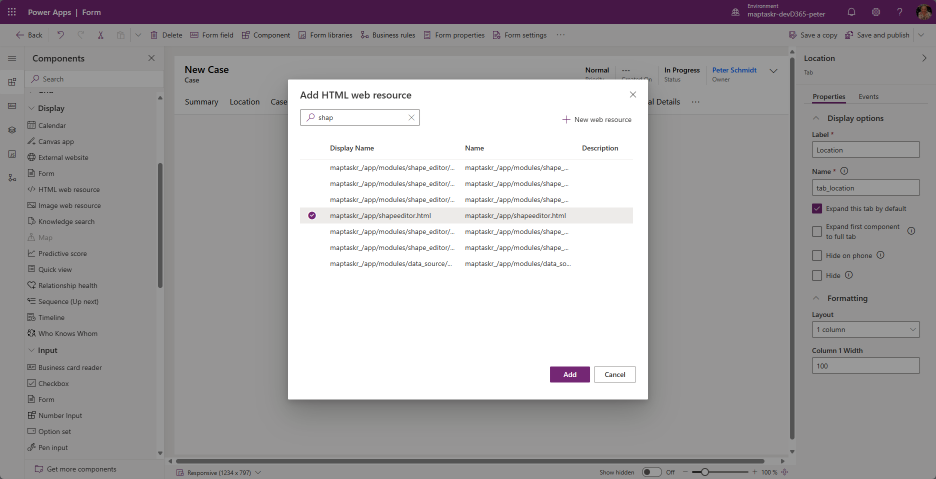 Power Apps | Form
Environment
maptaskr-devD365-peter
?
Back
Delete
Form field
Component
Form libraries
Business rules
Form properties
Form settings
Save a copy
Save and publish
Components
Search
Display
Calendar
Canvas app
External website
Form
HTML web resource
Image web resource
Knowledge search
Map
Predictive score
Quick view
Relationship health
Sequence (Up next)
Timeline
Who Knows Whom
Input
Business card reader
Checkbox
Form
Number Input
Option set
Pen input
Get more components
New Case
Case
Normal
Priority
---
Created On
In Progress
Status
Peter Schmidt
Owner
Summary Location Case
al Details
Add HTML web resource
shap
New web resource
Display Name Name Description
maptaskr_/app/modules/shape_editor/... maptaskr_/app/modules/shape_...
maptaskr_/app/modules/shape_editor/... maptaskr_/app/modules/shape_...
maptaskr_/app/modules/shape_editor/... maptaskr_/app/modules/shape_...
maptaskr_/app/shapeeditor.html maptaskr_/app/shapeeditor.html
maptaskr_/app/modules/shape_editor/... maptaskr_/app/modules/shape_...
maptaskr_/app/modules/shape_editor/... maptaskr_/app/modules/shape_...
maptaskr_/app/modules/data_source/... maptaskr_/app/modules/data_so...
Add
Cancel
Responsive (1234 x 797)
Show hidden
Off
100 %
Location
Tab
Properties Events
Display options
Label *
Location
Name *
tab_location
Expand this tab by default
Expand first component
to full tab
Hide on phone
Hide
Formatting
Layout
1 column
Column 1 Width
100